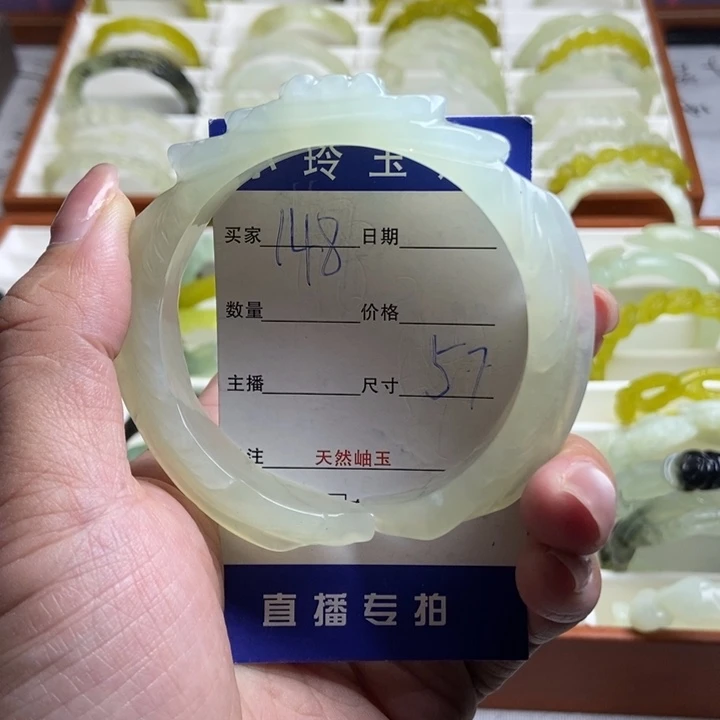 玲玉
买家 148 日期
数量 价格
主播 尺寸 57
注 天然岫玉
直播专拍